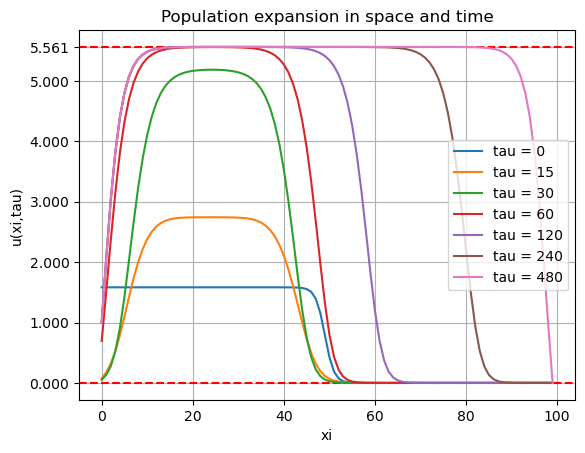 Population expansion in space and time
u(xi,tau)
5.561
5.000
4.000
3.000
2.000
1.000
0.000
tau = 0
tau = 15
tau = 30
tau = 60
tau = 120
tau = 240
tau = 480
0 20 40 60 80 100
xi